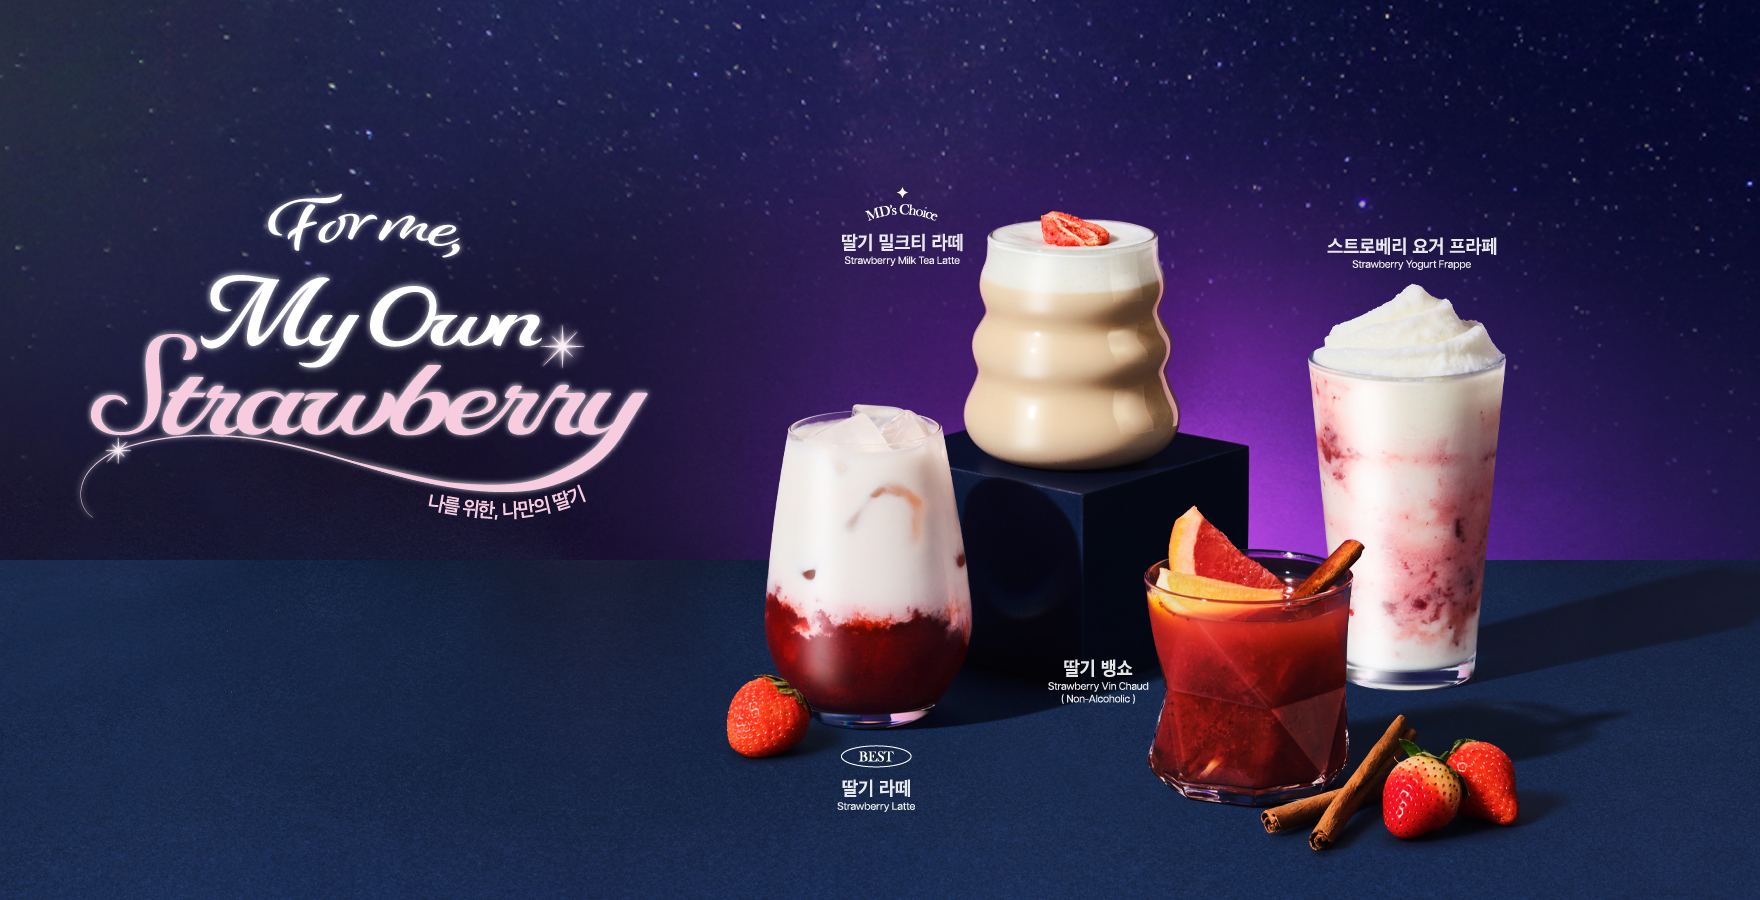 For me,
My Own
Strawberry
나를 위한, 나만의 딸기
MD's Choice
딸기 밀크티 라떼
Strawberry Milk Tea Latte
스트로베리 요거 프라페
Strawberry Yogurt Frappe
딸기 뱅쇼
Strawberry Vin Chaud
( Non-Alcoholic )
BEST
딸기 라떼
Strawberry Latte